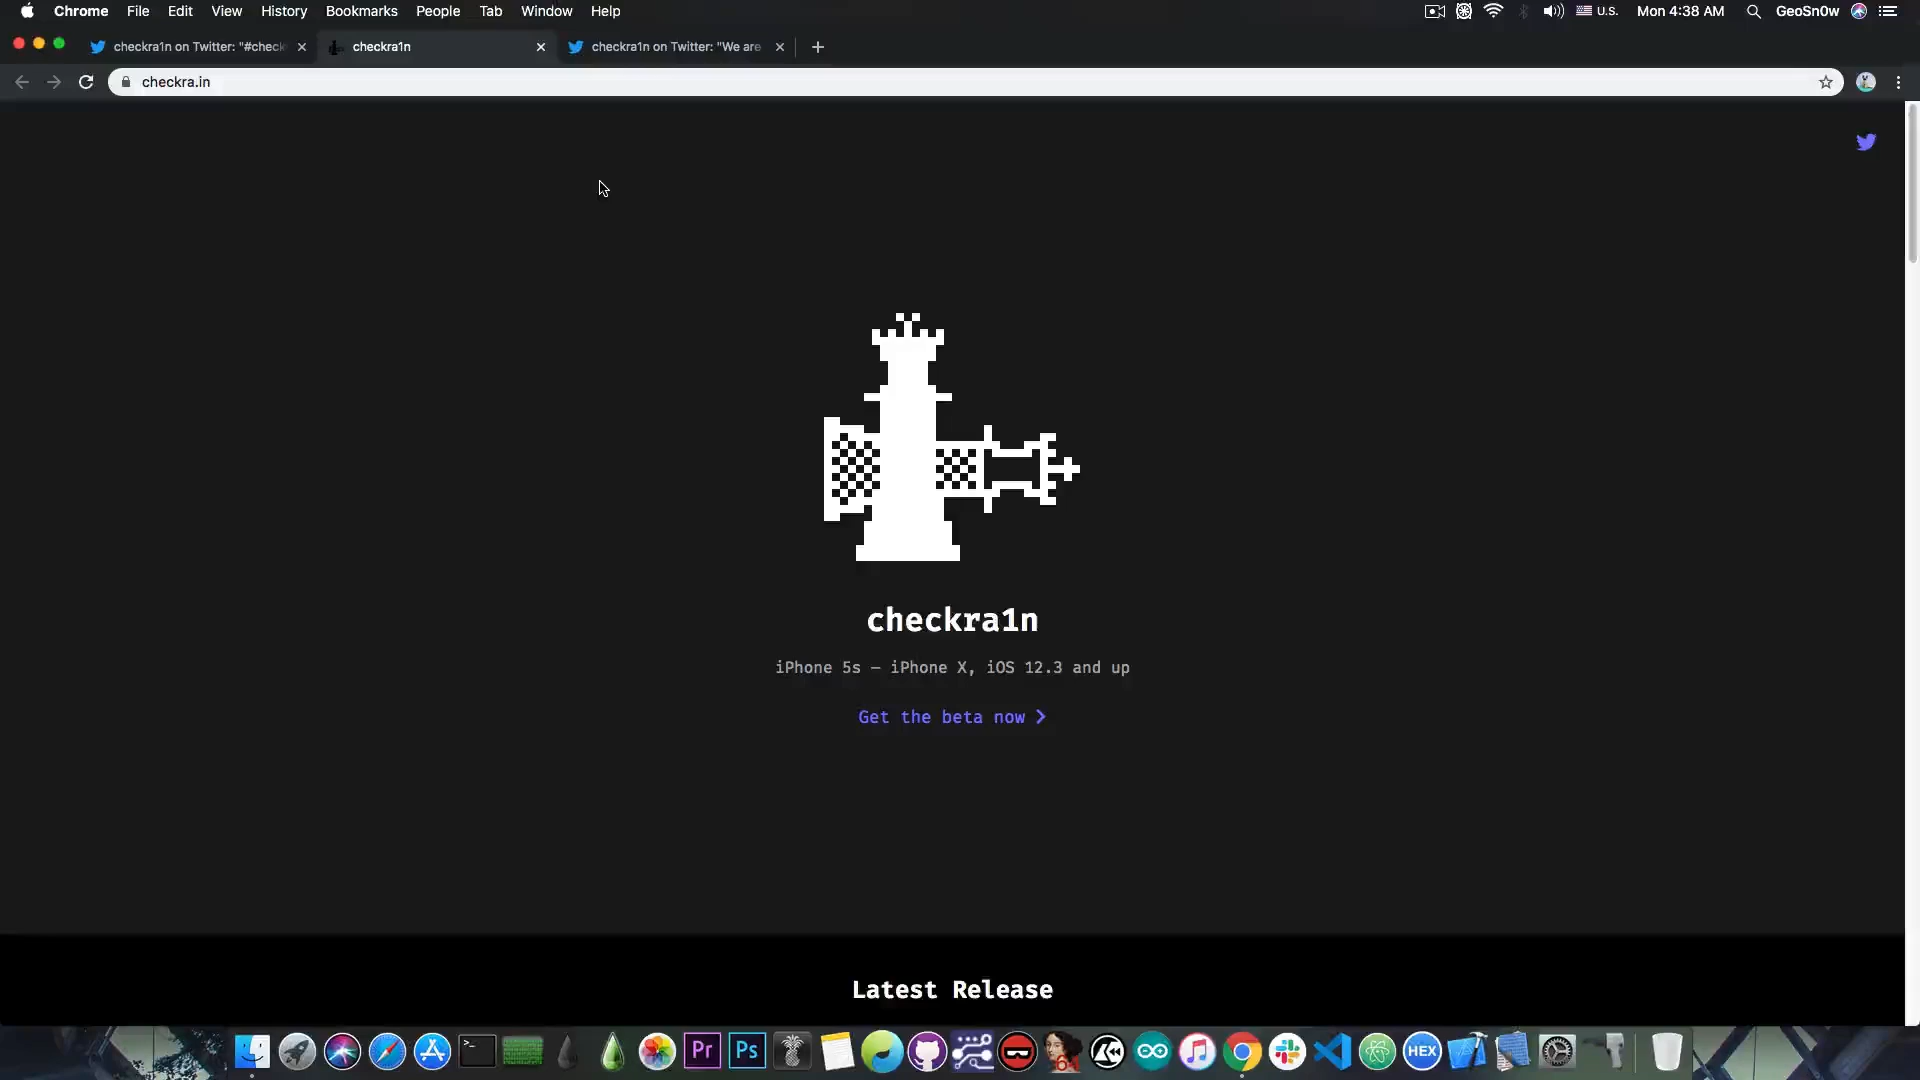 Chrome File Edit View History Bookmarks People Tab Window Help U.S. Mon 4:38 AM GeoSn0w
checkra1n on Twitter: "#check checkra1n checkra1n on Twitter: "We are
checkra.in
checkra1n
iPhone 5s – iPhone X, iOS 12.3 and up
Get the beta now
Latest Release
Pr Ps 64 HEX